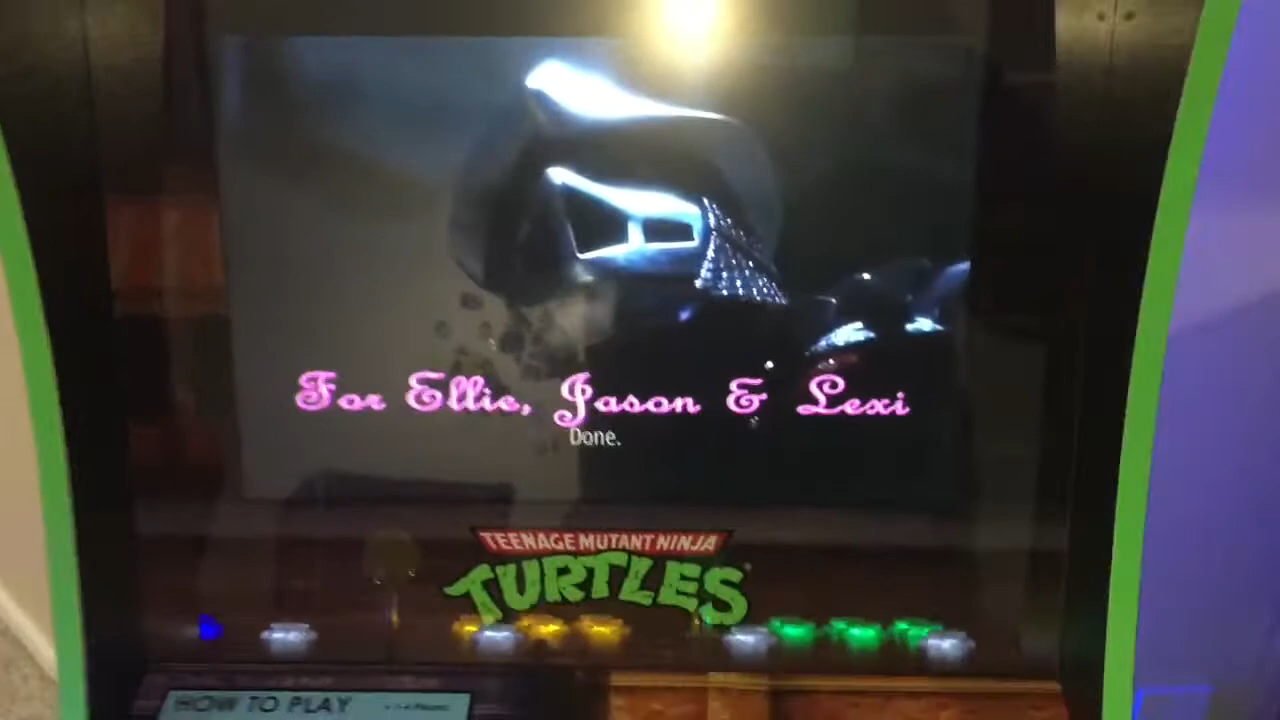 For Ellie, Jason & Lexi
Done.
TEENAGE MUTANT NINJA
TURTLES
HOW TO PLAY